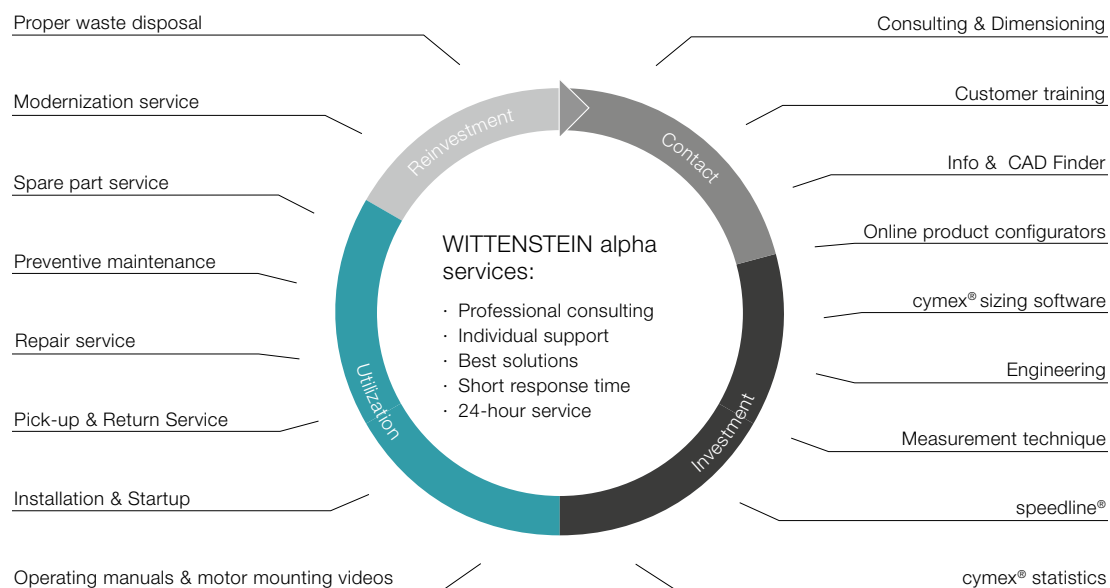 Proper waste disposal
Consulting & Dimensioning
Modernization service
Customer training
Reinvestment
Contact
Spare part service
Info & CAD Finder
Preventive maintenance
Online product configurators
WITTENSTEIN alpha
services:
· Professional consulting
· Individual support
· Best solutions
· Short response time
· 24-hour service
cymex® sizing software
Repair service
Engineering
Utilization
Investment
Pick-up & Return Service
Measurement technique
Installation & Startup
speedline®
Operating manuals & motor mounting videos
cymex® statistics